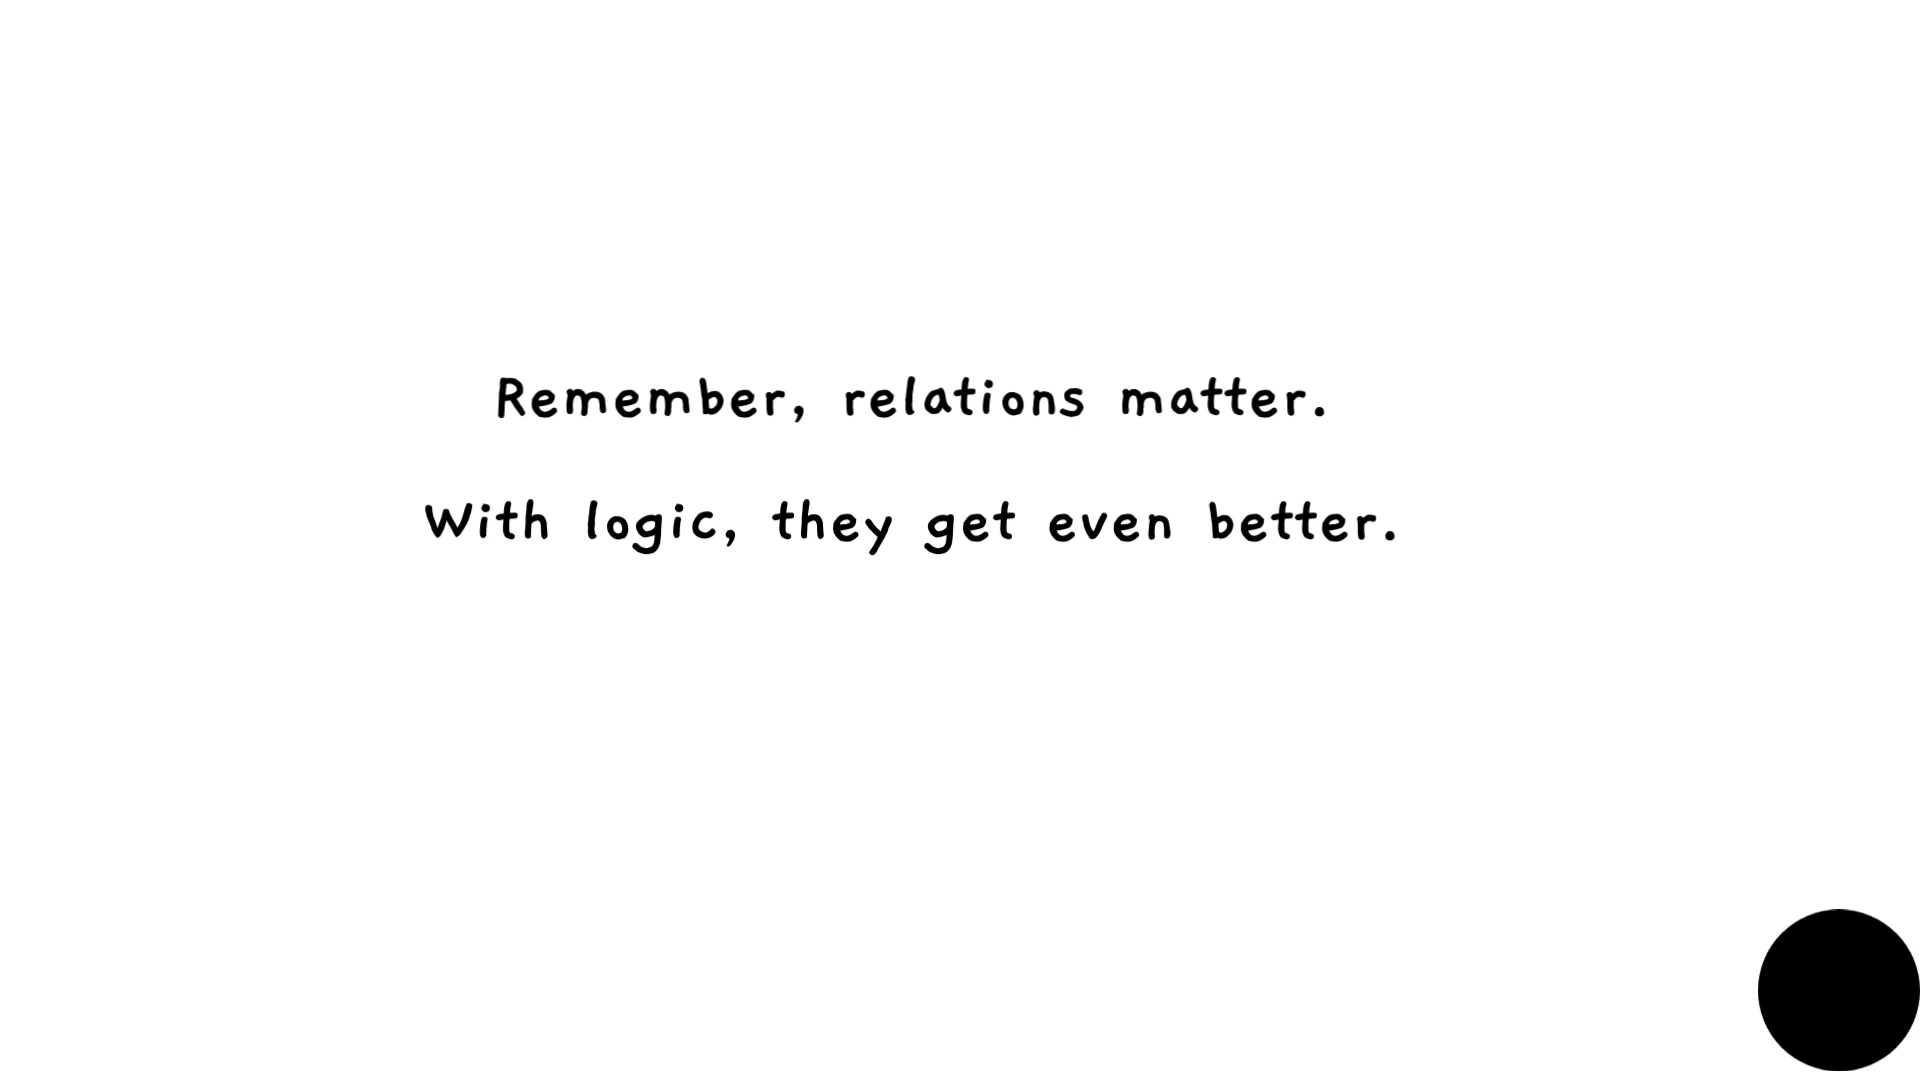 Remember, relations matter.
With logic, they get even better.